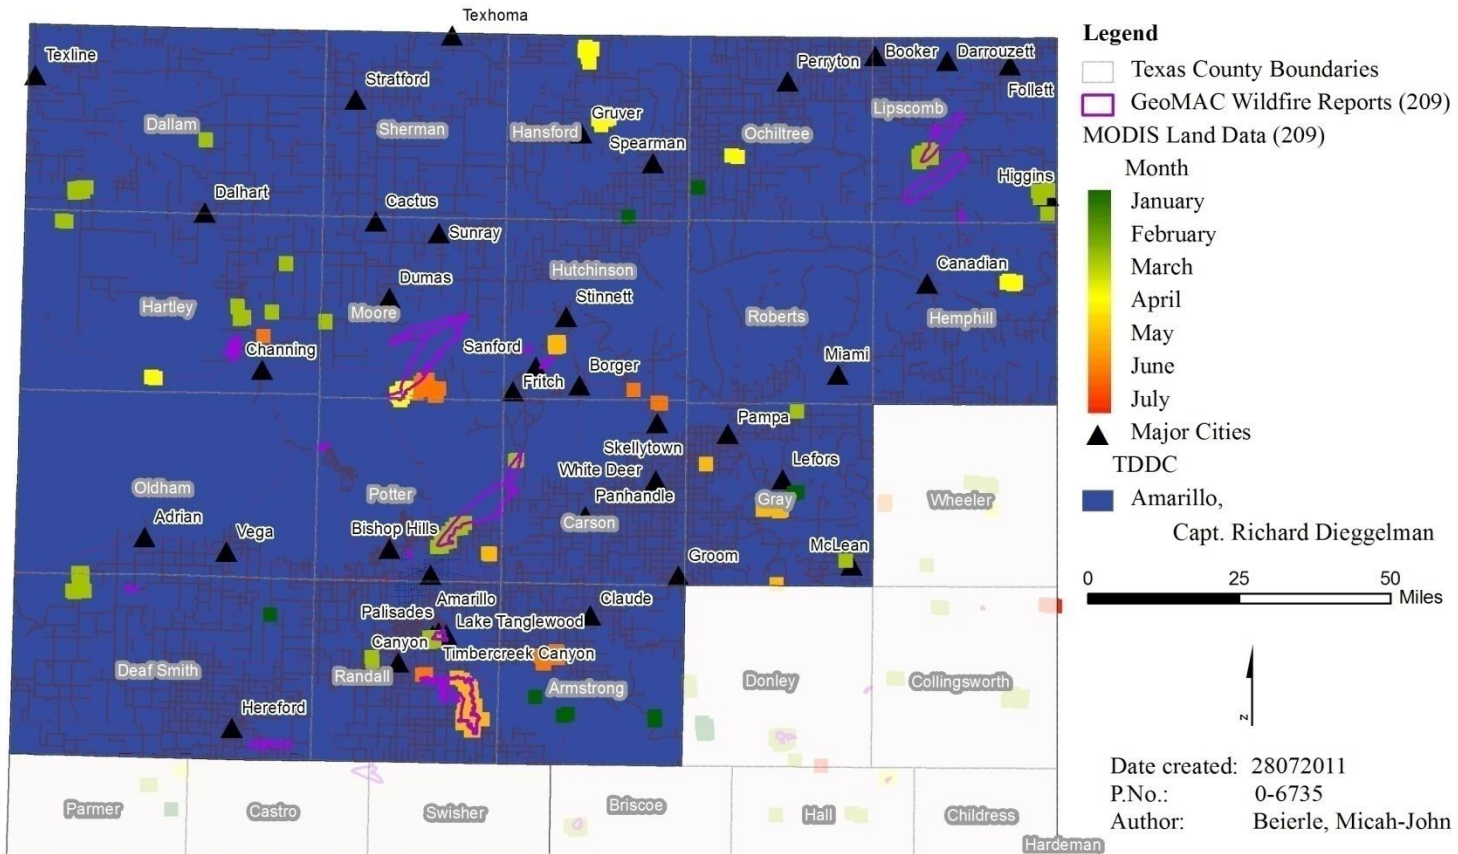 Texhoma
Texline
Stratford
Dallam
Sherman
Gruver
Hansford
Spearman
Perryton
Booker
Darrouzett
Follett
Lipscomb
Ochiltree
Higgins
Dalhart
Cactus
Sunray
Dumas
Hutchinson
Stinnett
Canadian
Hartley
Moore
Roberts
Hemphill
Channing
Sanford
Borger
Fritch
Miami
Pampa
Skellytown
White Deer
Lefors
Oldham
Potter
Panhandle
Gray
Wheeler
Adrian
Vega
Bishop Hills
Carson
Groom
McLean
Palisades
Amarillo
Claude
Lake Tanglewood
Canyon
Timbercreek Canyon
Deaf Smith
Randall
Armstrong
Donley
Collingsworth
Hereford
Parmer
Castro
Swisher
Briscoe
Hall
Childress
Hardeman
Legend
Texas County Boundaries
GeoMAC Wildfire Reports (209)
MODIS Land Data (209)
Month
January
February
March
April
May
June
July
Major Cities
TDDC
Amarillo,
Capt. Richard Dieggelman
0 25 50 Miles
N
Date created: 28072011
P.No.: 0-6735
Author: Beierle, Micah-John